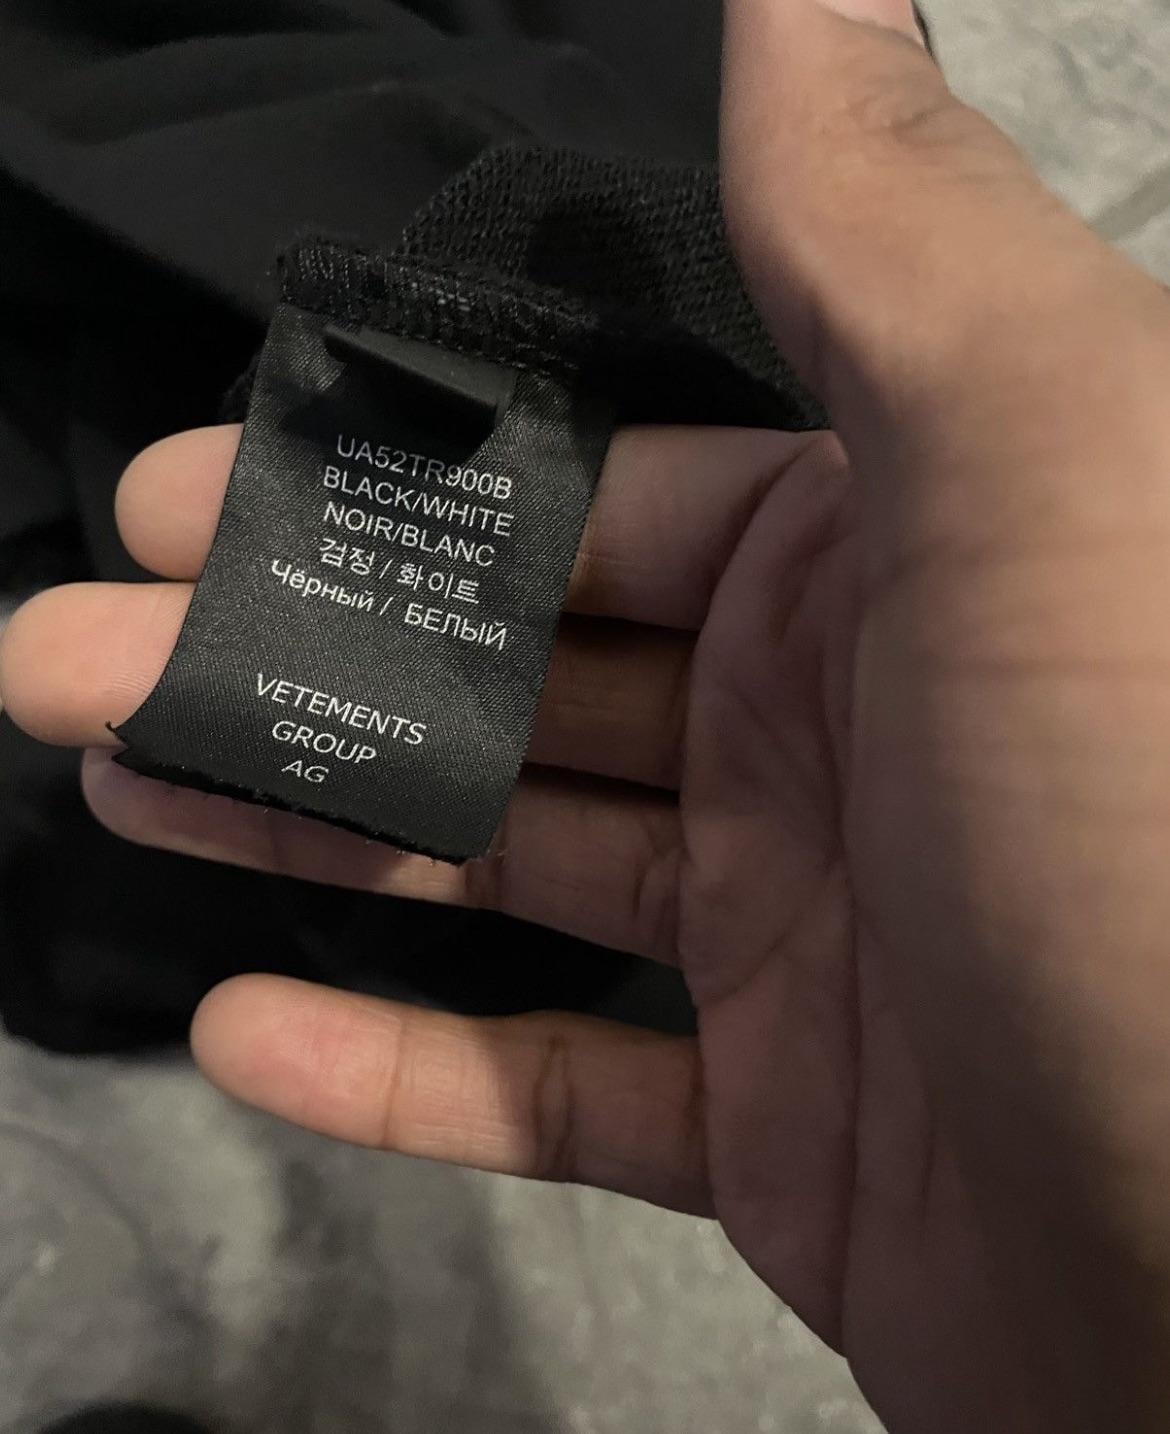 UA52TR900B
BLACK/WHITE
NOIR/BLANC
검정 / 화이트
Чёрный / БЕЛЫЙ
VETEMENTS
GROUP
AG